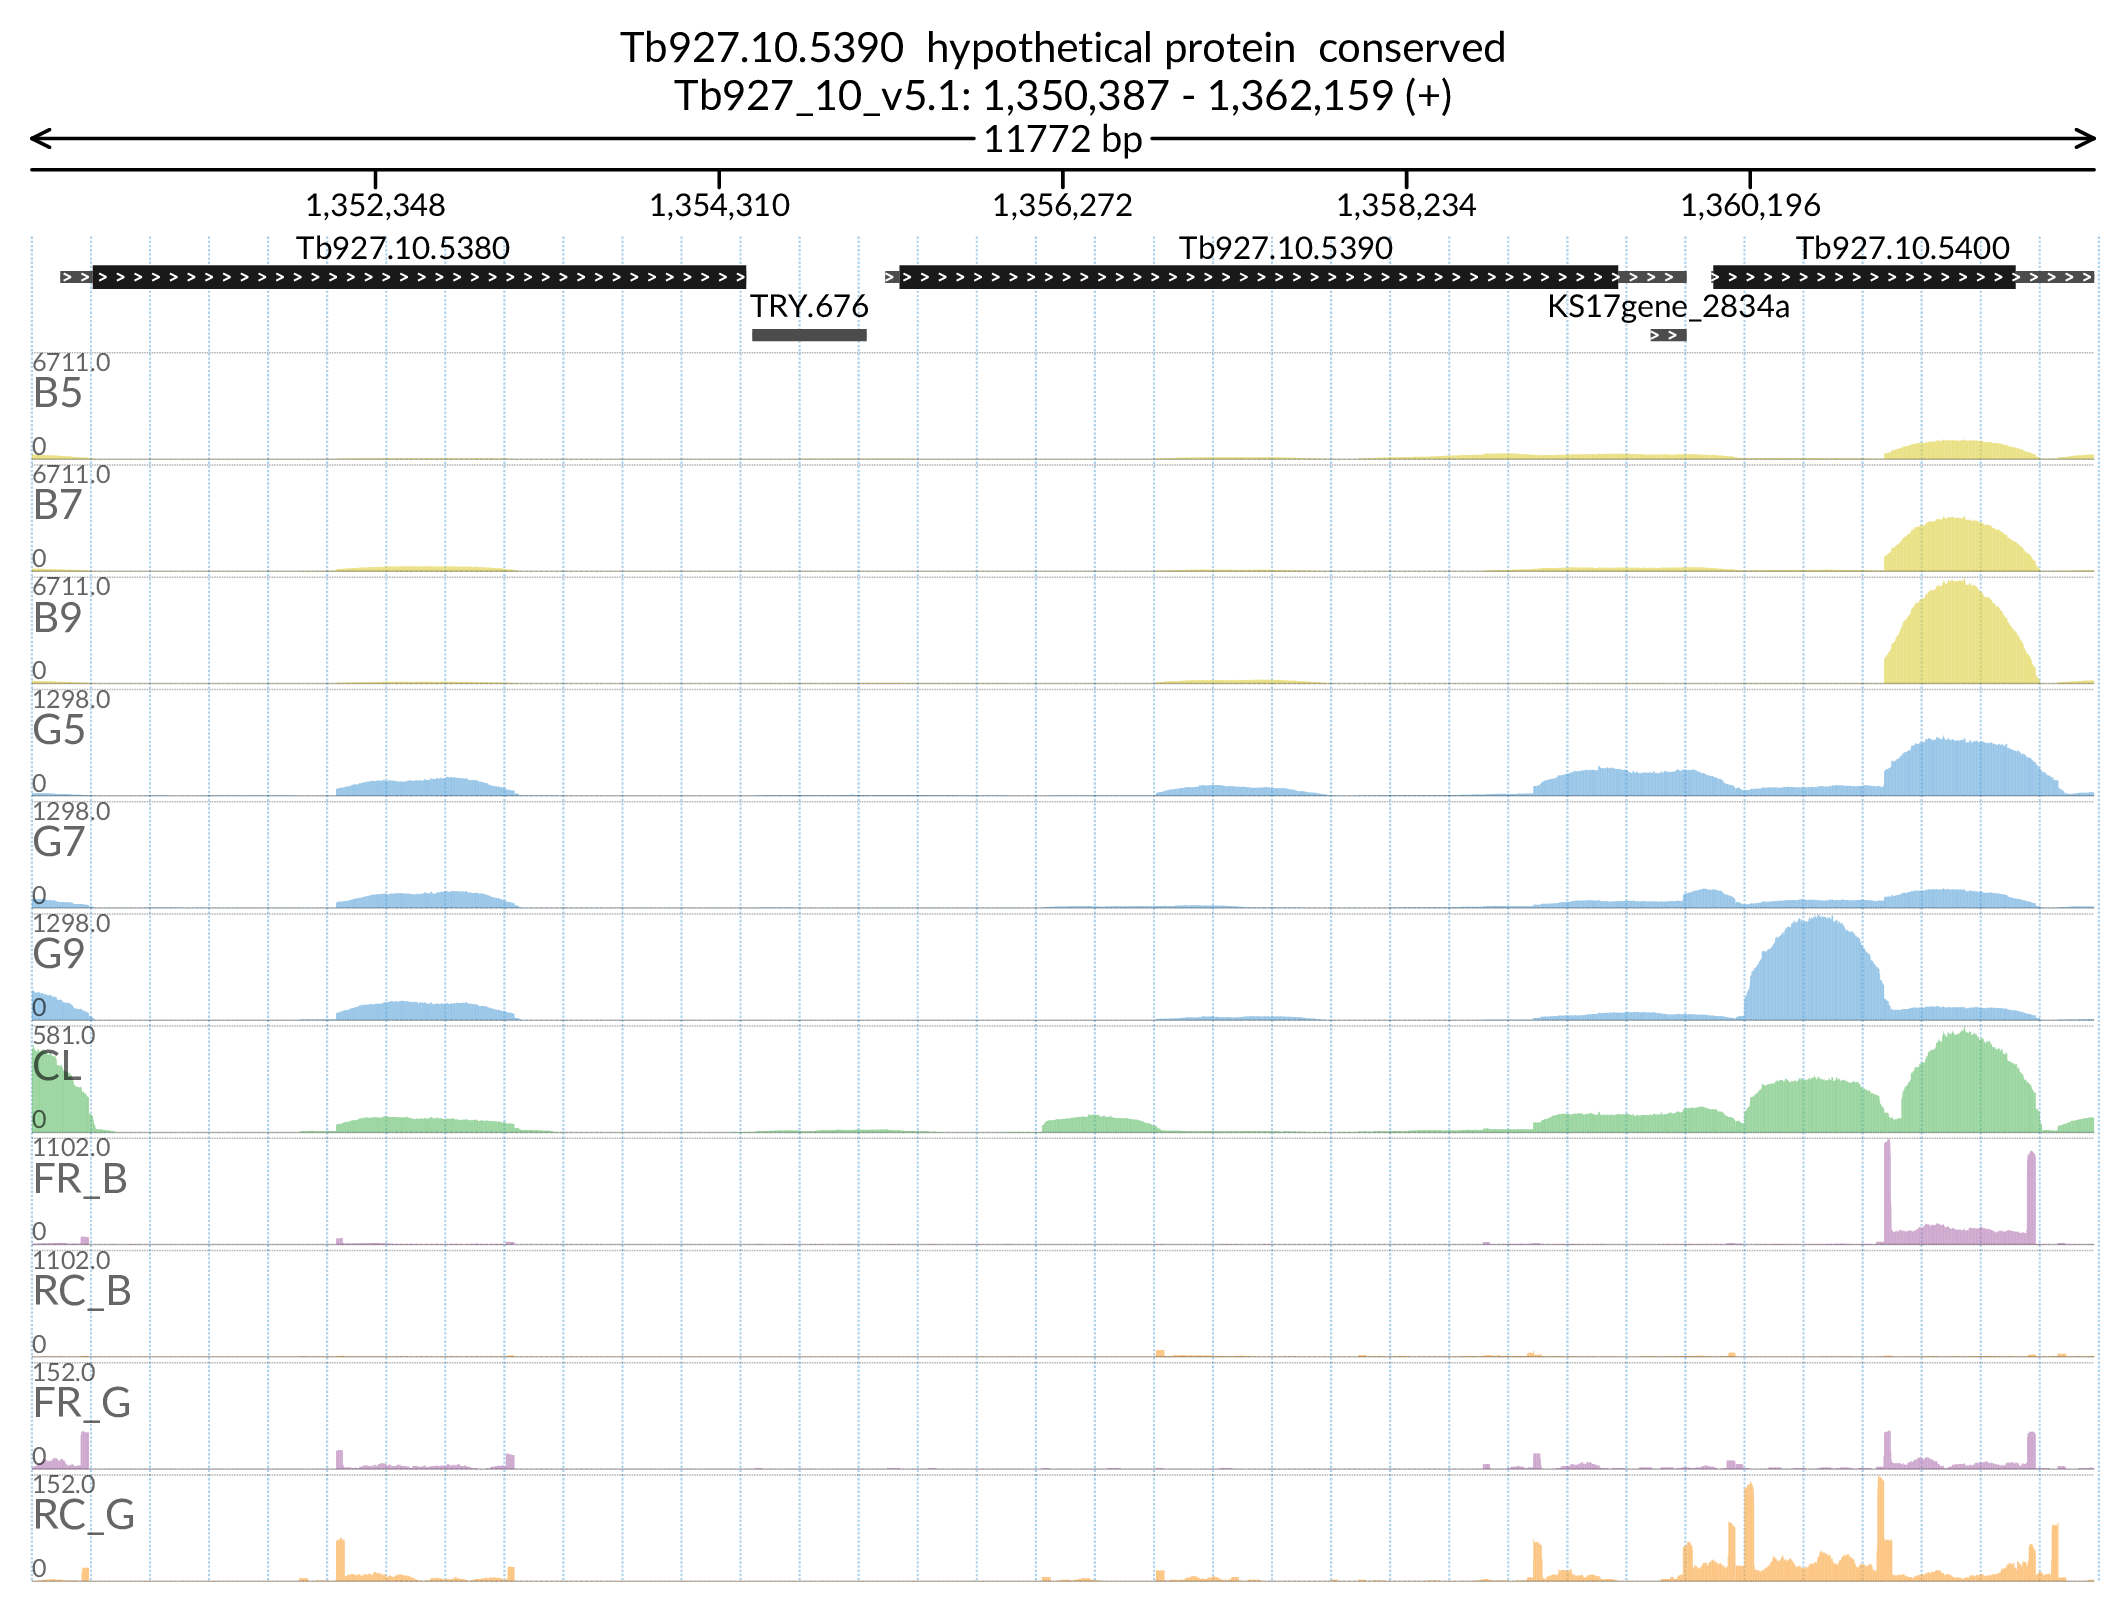 Tb927.10.5390  hypothetical protein  conserved
Tb927_10_v5.1: 1,350,387 - 1,362,159 (+)
11772 bp
1,352,348 1,354,310 1,356,272 1,358,234 1,360,196
Tb927.10.5380 Tb927.10.5390 Tb927.10.5400
TRY.676 KS17gene_2834a
6711.0
B5
0
6711.0
B7
0
6711.0
B9
0
1298.0
G5
0
1298.0
G7
0
1298.0
G9
0
581.0
CL
0
1102.0
FR_B
0
1102.0
RC_B
0
152.0
FR_G
0
152.0
RC_G
0